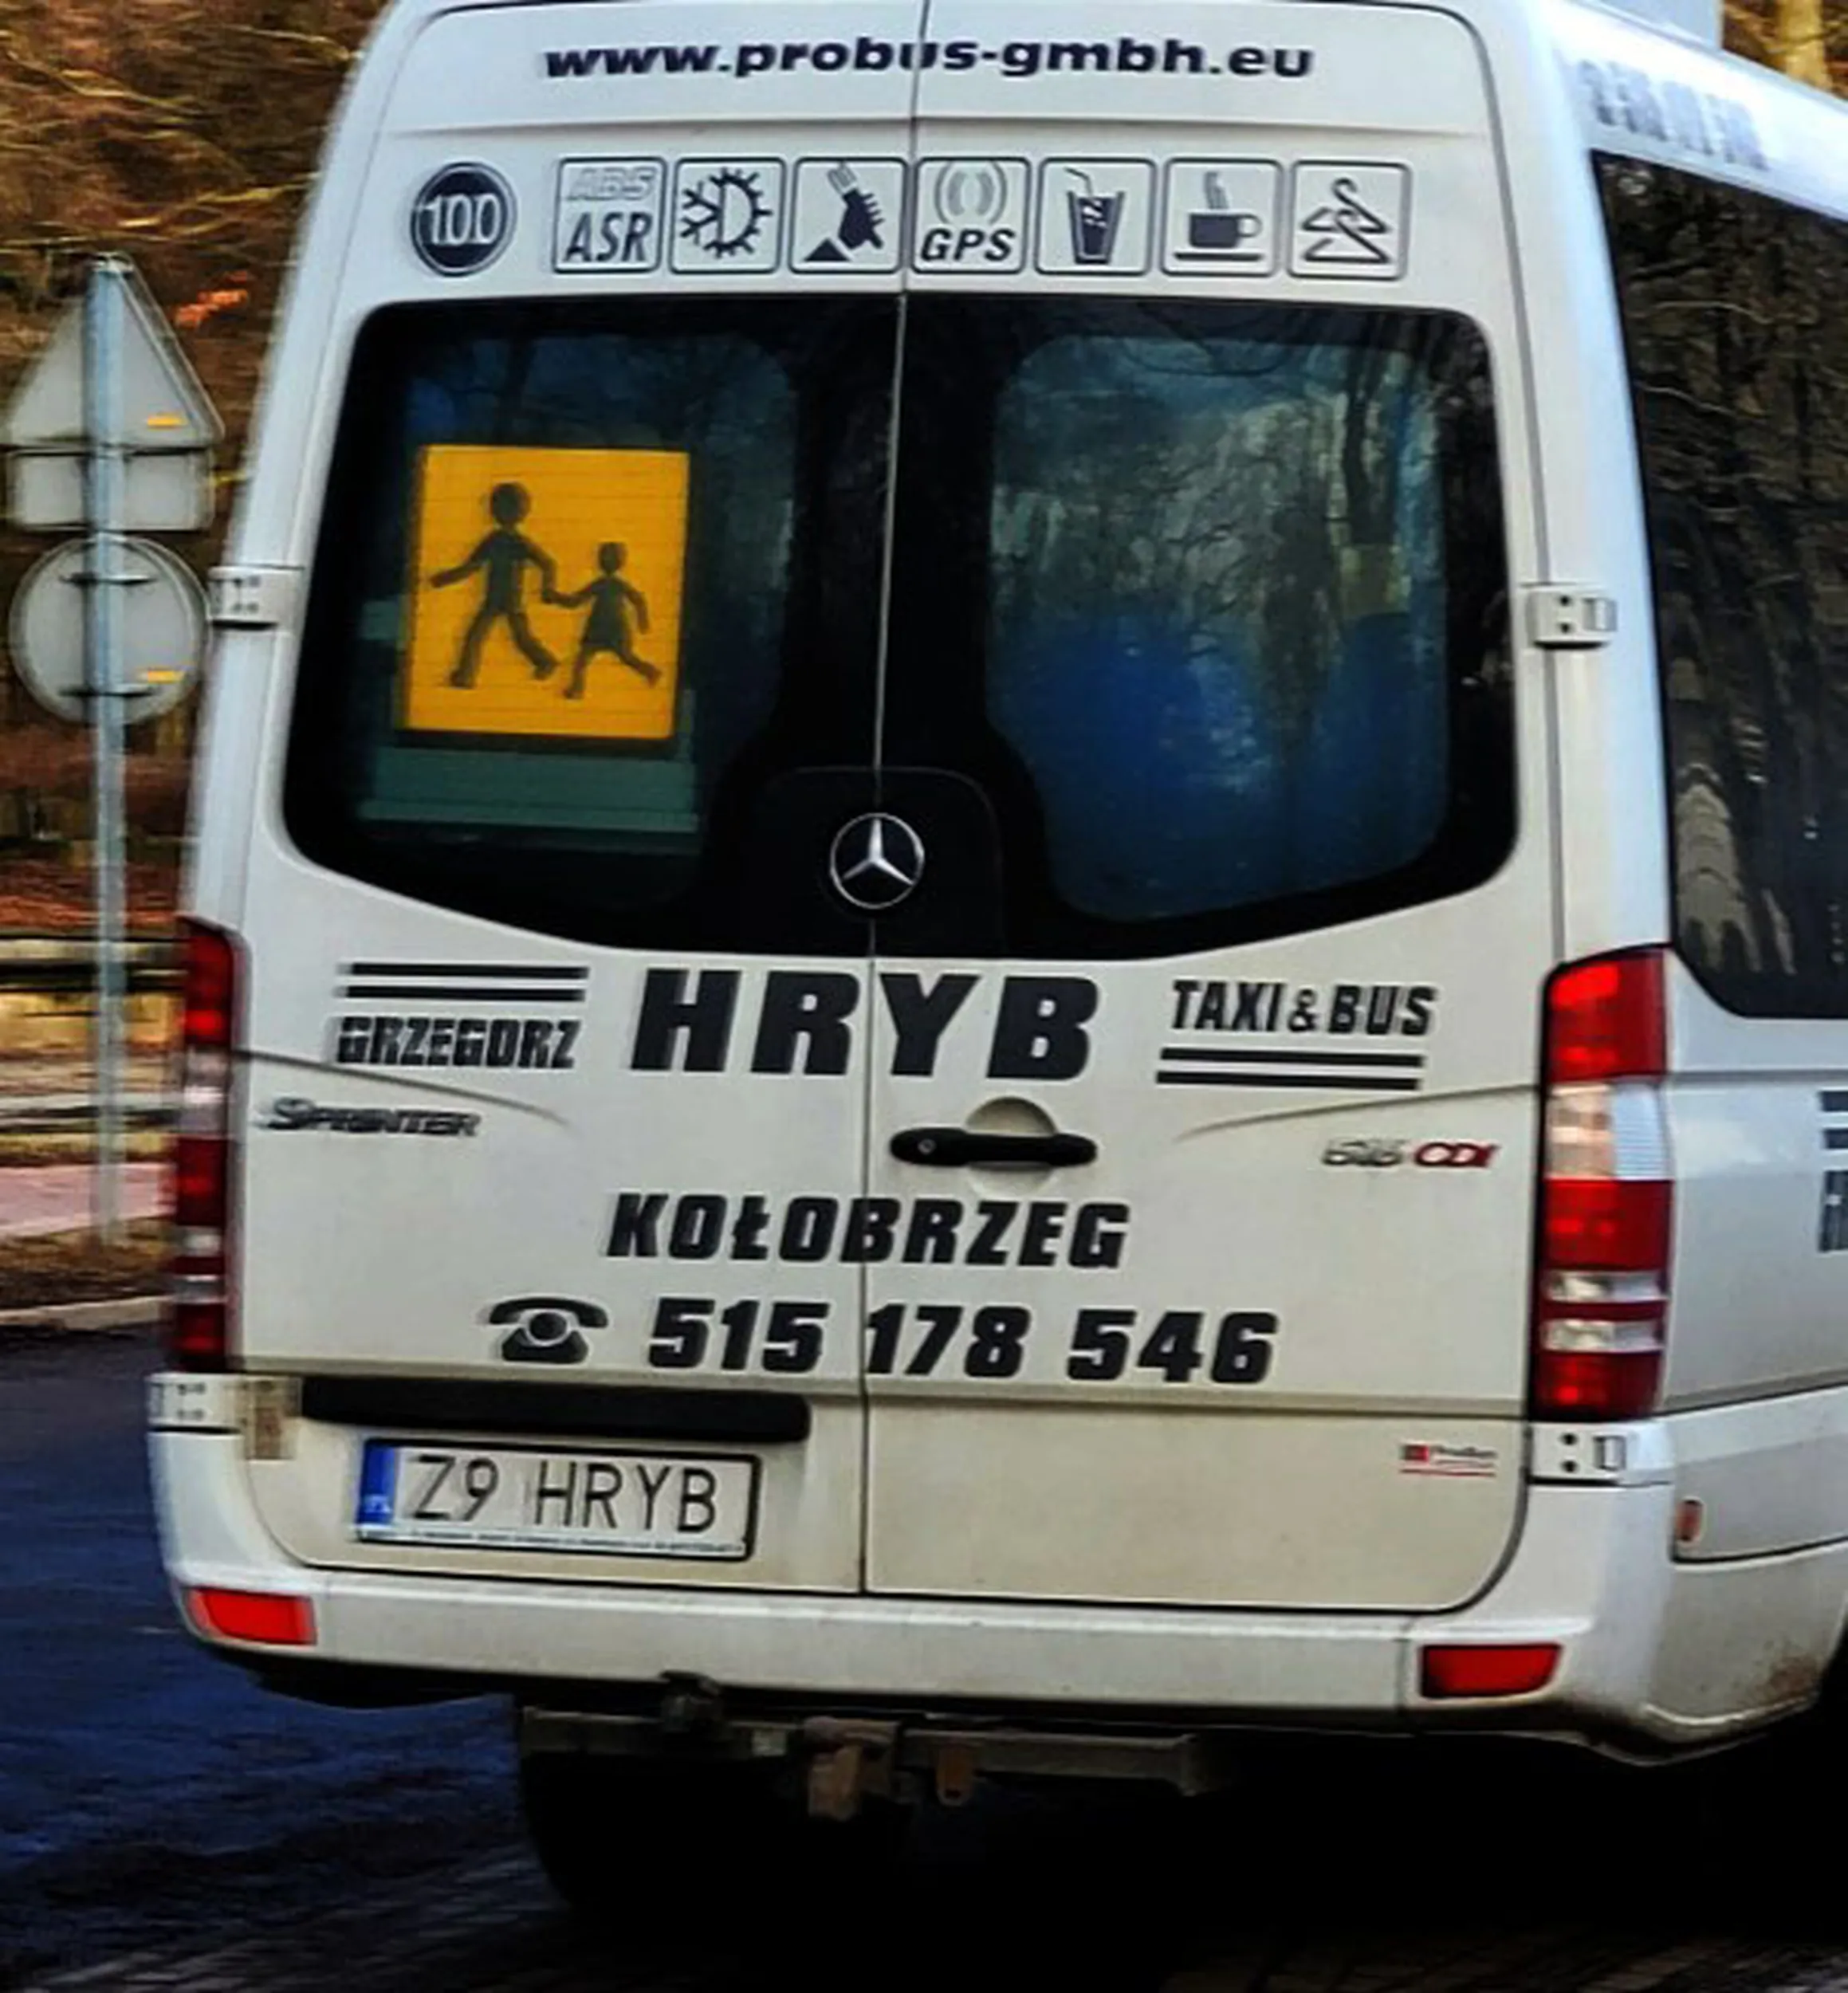 www.probus-gmbh.eu
100
ABS
ASR
GPS
GRZEGORZ HRYB TAXI & BUS
SPRINTER
CDI
KOŁOBRZEG
515 178 546
Z9 HRYB